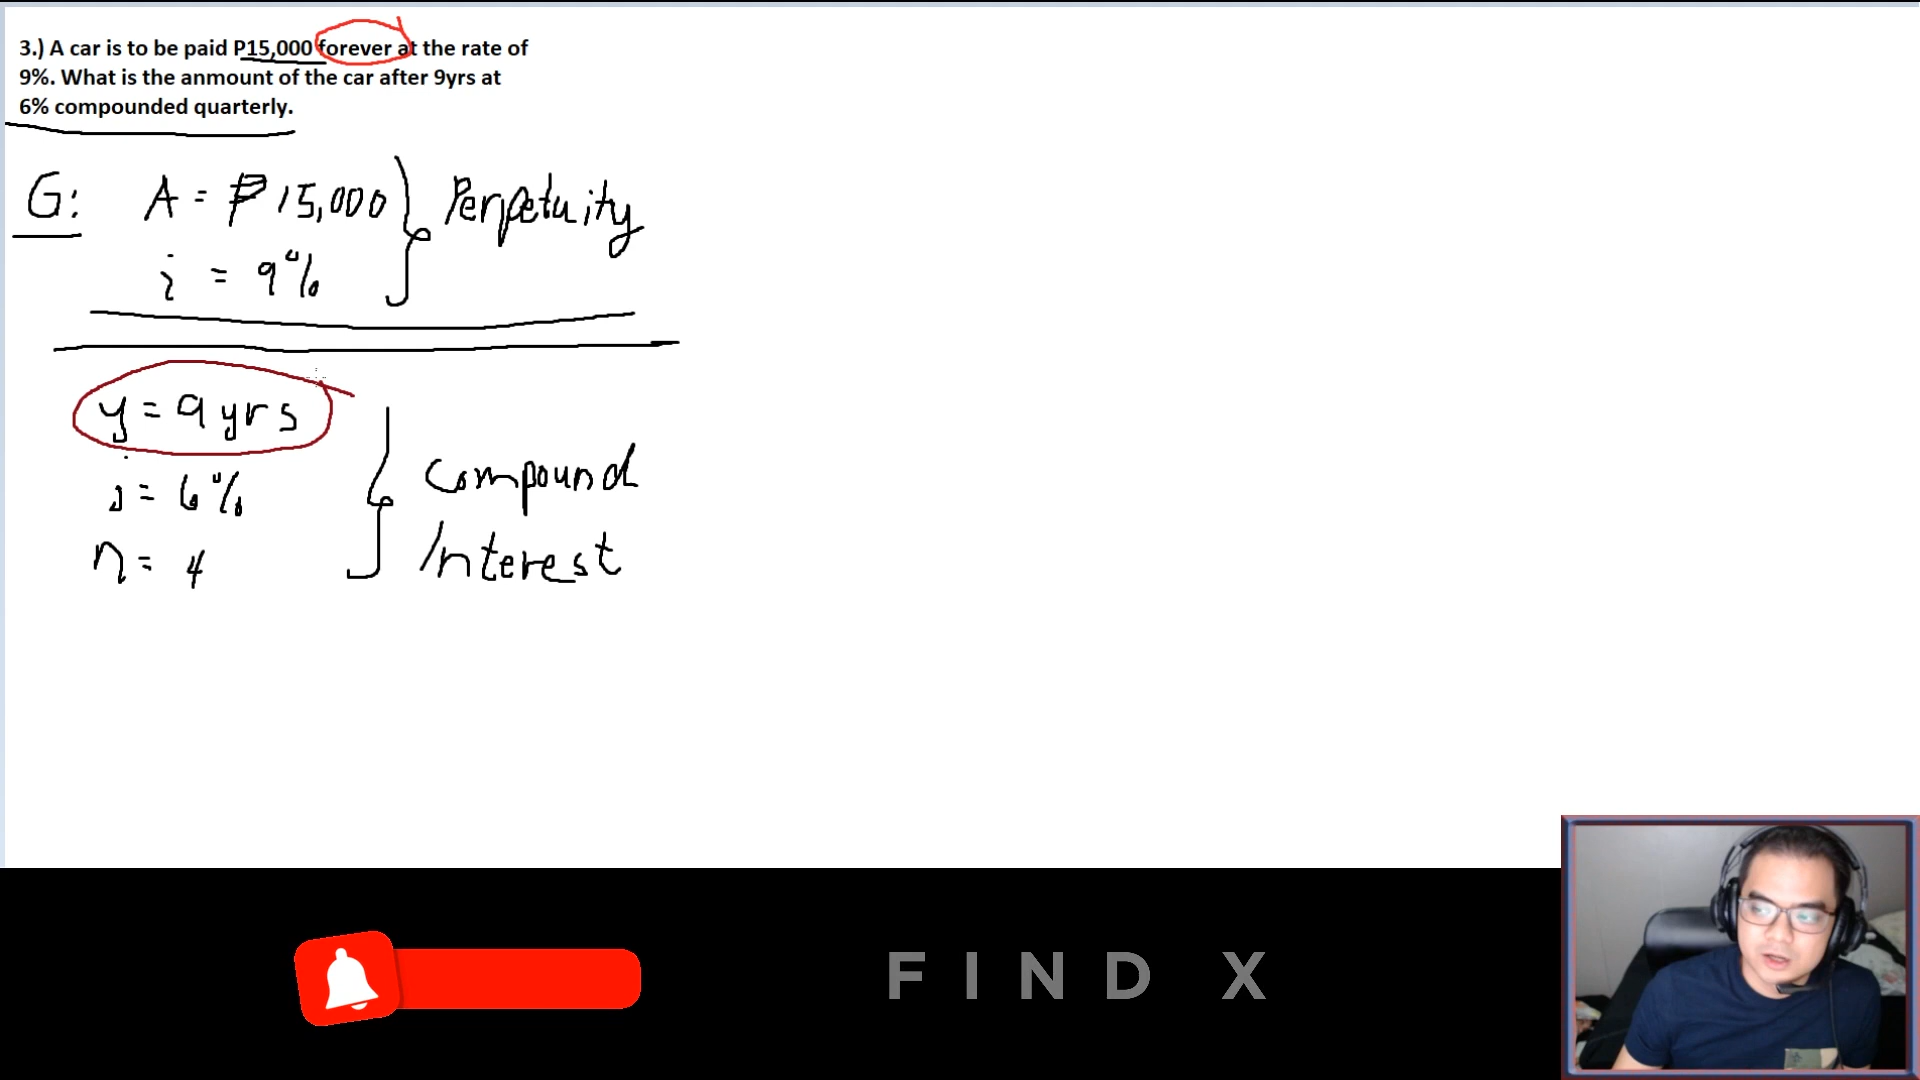 3.) A car is to be paid P15,000 forever at the rate of
9%. What is the anmount of the car after 9yrs at
6% compounded quarterly.
G: A = ₱15,000 } Perpetuity
i = 9%
y = 9 yrs
j = 6% } Compound
n = 4 Interest
FIND X